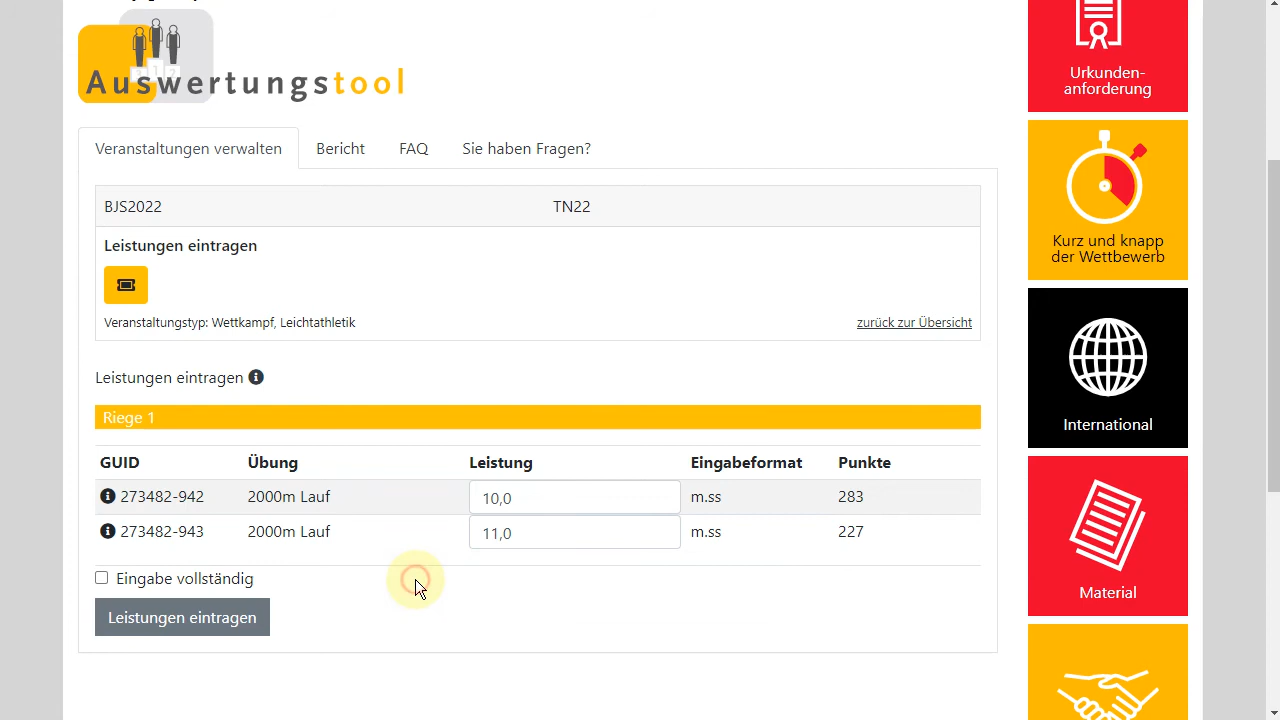 Auswertungstool
Veranstaltungen verwalten Bericht FAQ Sie haben Fragen?
BJS2022 TN22
Leistungen eintragen
Veranstaltungstyp: Wettkampf, Leichtathletik zurück zur Übersicht
Leistungen eintragen
Riege 1
GUID Übung Leistung Eingabeformat Punkte
273482-942 2000m Lauf 10,0 m.ss 283
273482-943 2000m Lauf 11,0 m.ss 227
Eingabe vollständig
Leistungen eintragen
Urkunden-
anforderung
Kurz und knapp
der Wettbewerb
International
Material